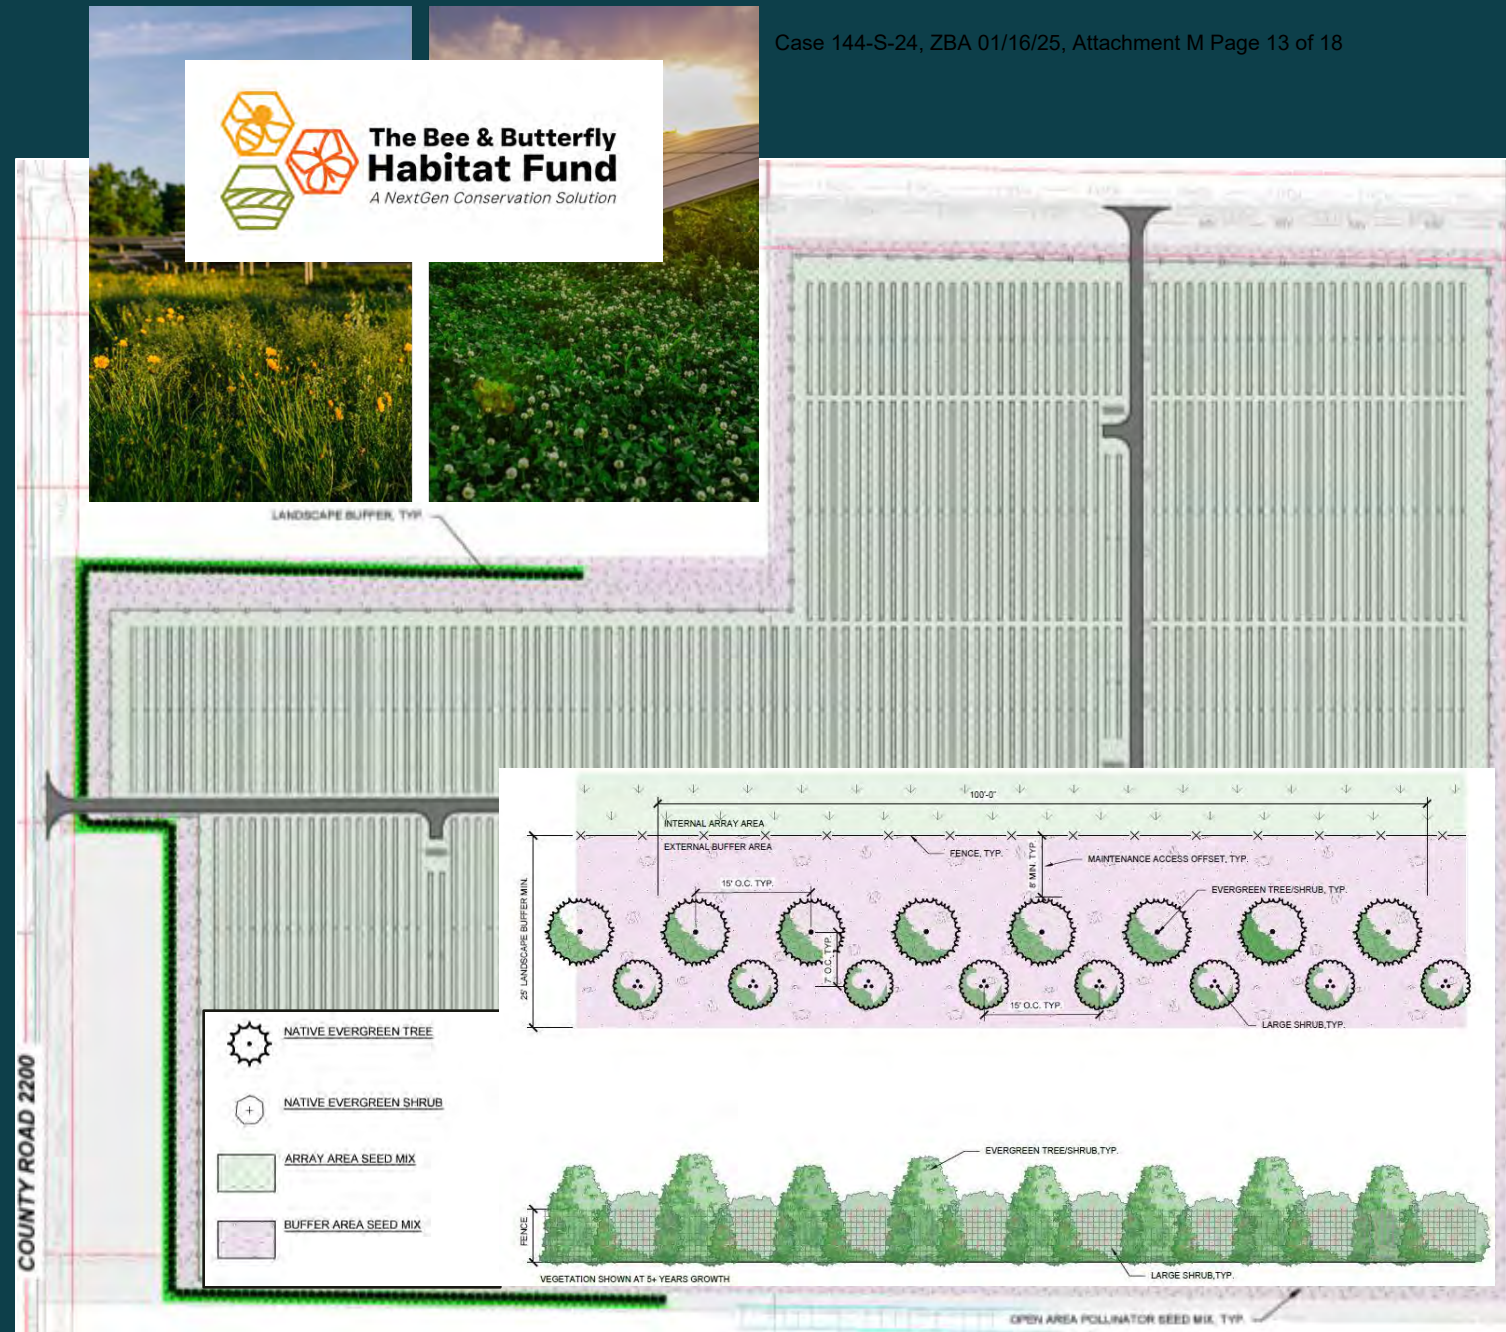 Case 144-S-24, ZBA 01/16/25, Attachment M Page 13 of 18
The Bee & Butterfly
Habitat Fund
A NextGen Conservation Solution
LANDSCAPE BUFFER, TYP.
100'-0"
INTERNAL ARRAY AREA
EXTERNAL BUFFER AREA
FENCE, TYP.
8' MIN. TYP.
MAINTENANCE ACCESS OFFSET, TYP.
15' O.C. TYP.
EVERGREEN TREE/SHRUB, TYP.
25' LANDSCAPE BUFFER MIN.
7' O.C. TYP.
15' O.C. TYP.
LARGE SHRUB,TYP.
NATIVE EVERGREEN TREE
NATIVE EVERGREEN SHRUB
ARRAY AREA SEED MIX
BUFFER AREA SEED MIX
COUNTY ROAD 2200
EVERGREEN TREE/SHRUB,TYP.
FENCE
LARGE SHRUB,TYP.
VEGETATION SHOWN AT 5+ YEARS GROWTH
OPEN AREA POLLINATOR SEED MIX, TYP.